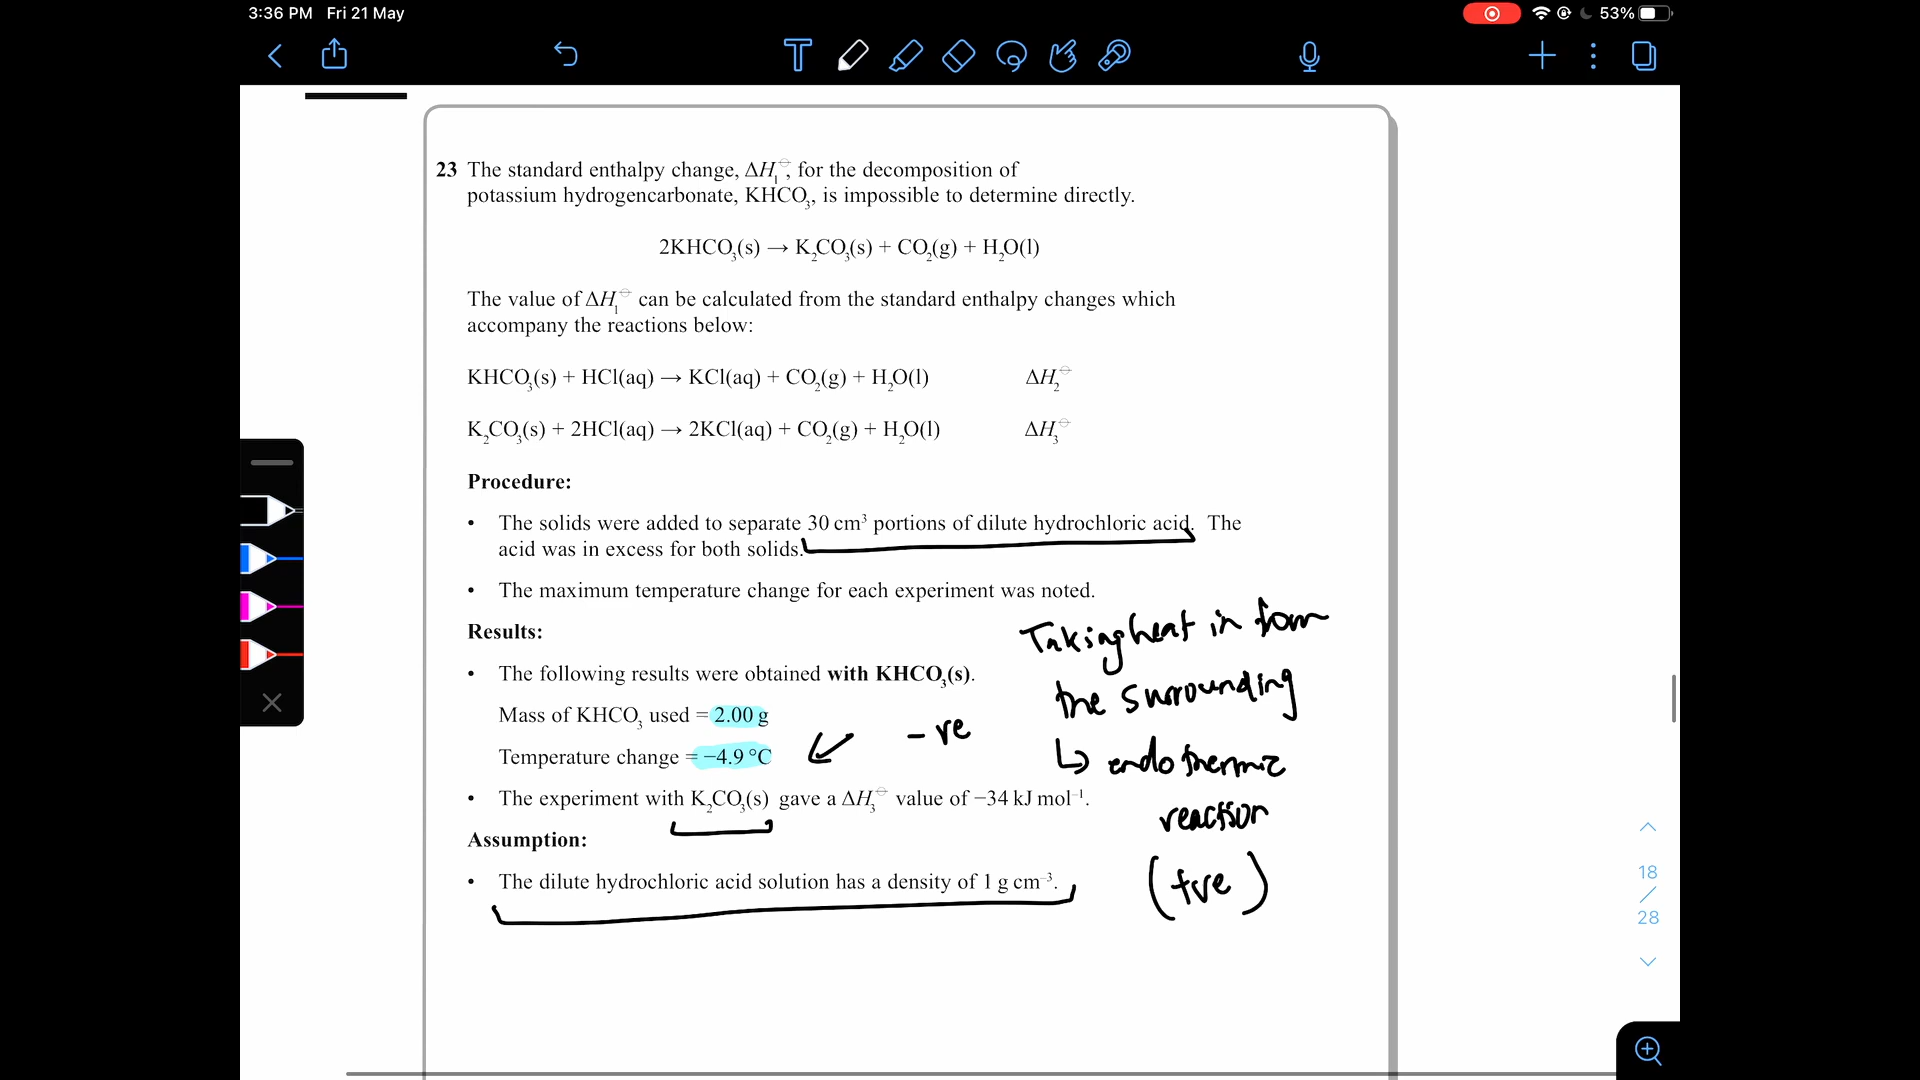 3:36 PM Fri 21 May
53%
T
23 The standard enthalpy change, ΔH₁⦵, for the decomposition of
potassium hydrogencarbonate, KHCO₃, is impossible to determine directly.
2KHCO₃(s) → K₂CO₃(s) + CO₂(g) + H₂O(l)
The value of ΔH₁⦵ can be calculated from the standard enthalpy changes which
accompany the reactions below:
KHCO₃(s) + HCl(aq) → KCl(aq) + CO₂(g) + H₂O(l) ΔH₂⦵
K₂CO₃(s) + 2HCl(aq) → 2KCl(aq) + CO₂(g) + H₂O(l) ΔH₃⦵
Procedure:
• The solids were added to separate 30 cm³ portions of dilute hydrochloric acid. The
acid was in excess for both solids.
• The maximum temperature change for each experiment was noted.
Results:
• The following results were obtained with KHCO₃(s).
Mass of KHCO₃ used = 2.00 g
Temperature change = −4.9 °C
• The experiment with K₂CO₃(s) gave a ΔH₃⦵ value of −34 kJ mol⁻¹.
Assumption:
• The dilute hydrochloric acid solution has a density of 1 g cm⁻³.
- ve
Taking heat in from
the surrounding
↳ endothermic
reaction
(+ve)
18
/
28